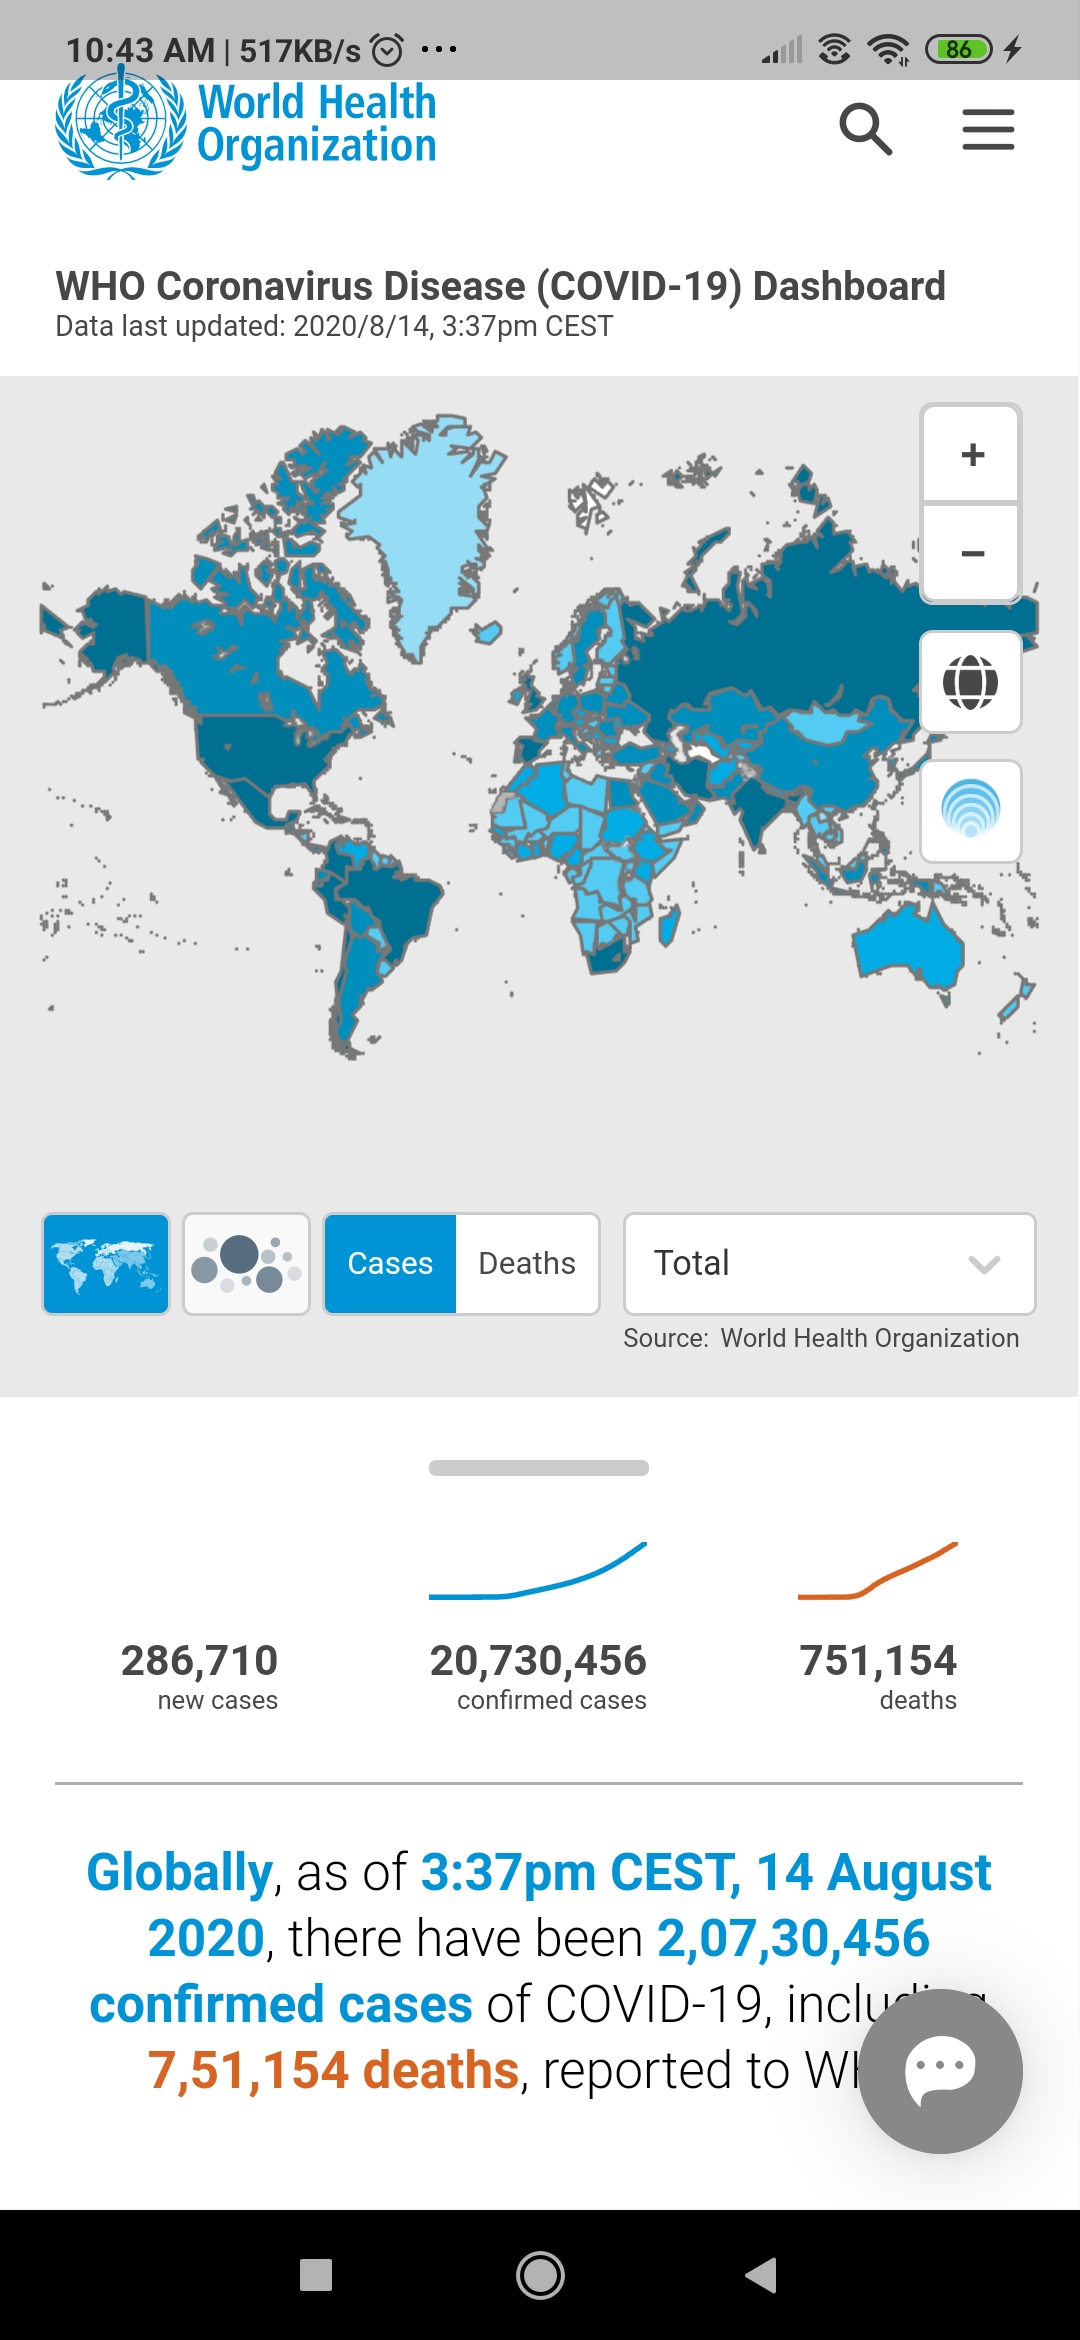 10:43 AM | 517KB/s
86
World Health
Organization
WHO Coronavirus Disease (COVID-19) Dashboard
Data last updated: 2020/8/14, 3:37pm CEST
+
−
Cases
Deaths
Total
Source: World Health Organization
286,710
new cases
20,730,456
confirmed cases
751,154
deaths
Globally, as of 3:37pm CEST, 14 August
2020, there have been 2,07,30,456
confirmed cases of COVID-19, including
7,51,154 deaths, reported to